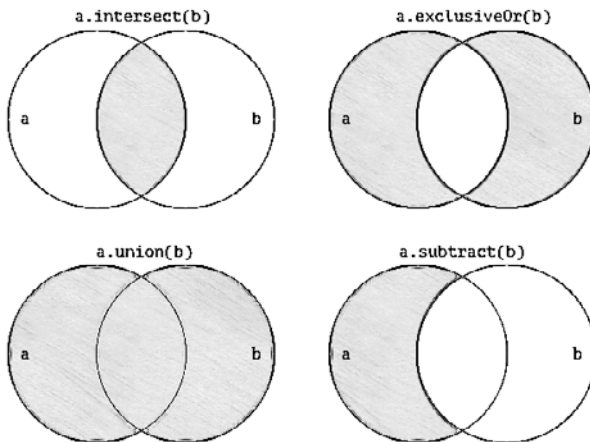 a.intersect(b)
a b
a.exclusiveOr(b)
a b
a.union(b)
a b
a.subtract(b)
a b